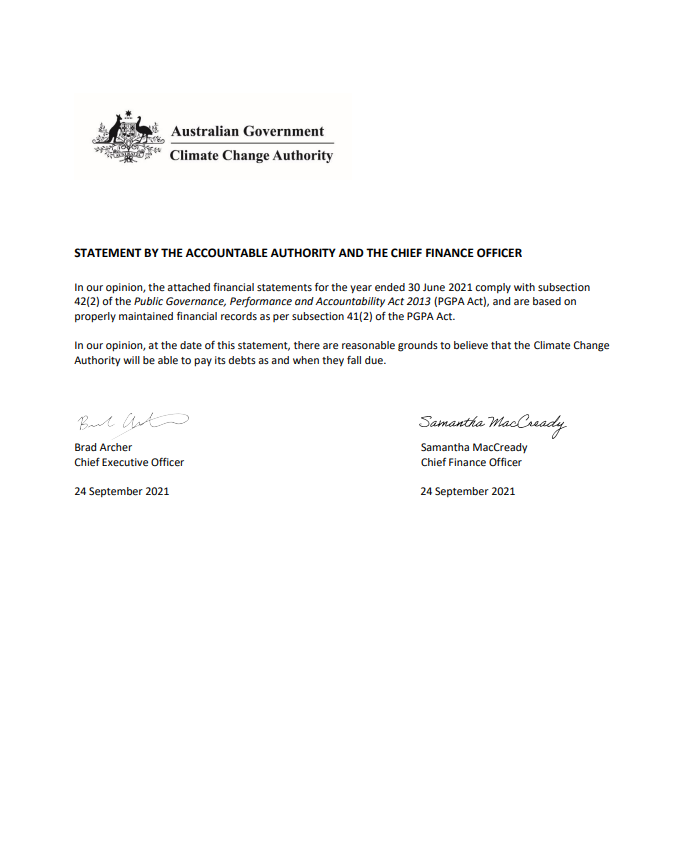 Australian Government
Climate Change Authority
STATEMENT BY THE ACCOUNTABLE AUTHORITY AND THE CHIEF FINANCE OFFICER
In our opinion, the attached financial statements for the year ended 30 June 2021 comply with subsection
42(2) of the Public Governance, Performance and Accountability Act 2013 (PGPA Act), and are based on
properly maintained financial records as per subsection 41(2) of the PGPA Act.
In our opinion, at the date of this statement, there are reasonable grounds to believe that the Climate Change
Authority will be able to pay its debts as and when they fall due.
Samantha MacCready
Brad Archer
Samantha MacCready
Chief Executive Officer
Chief Finance Officer
24 September 2021
24 September 2021